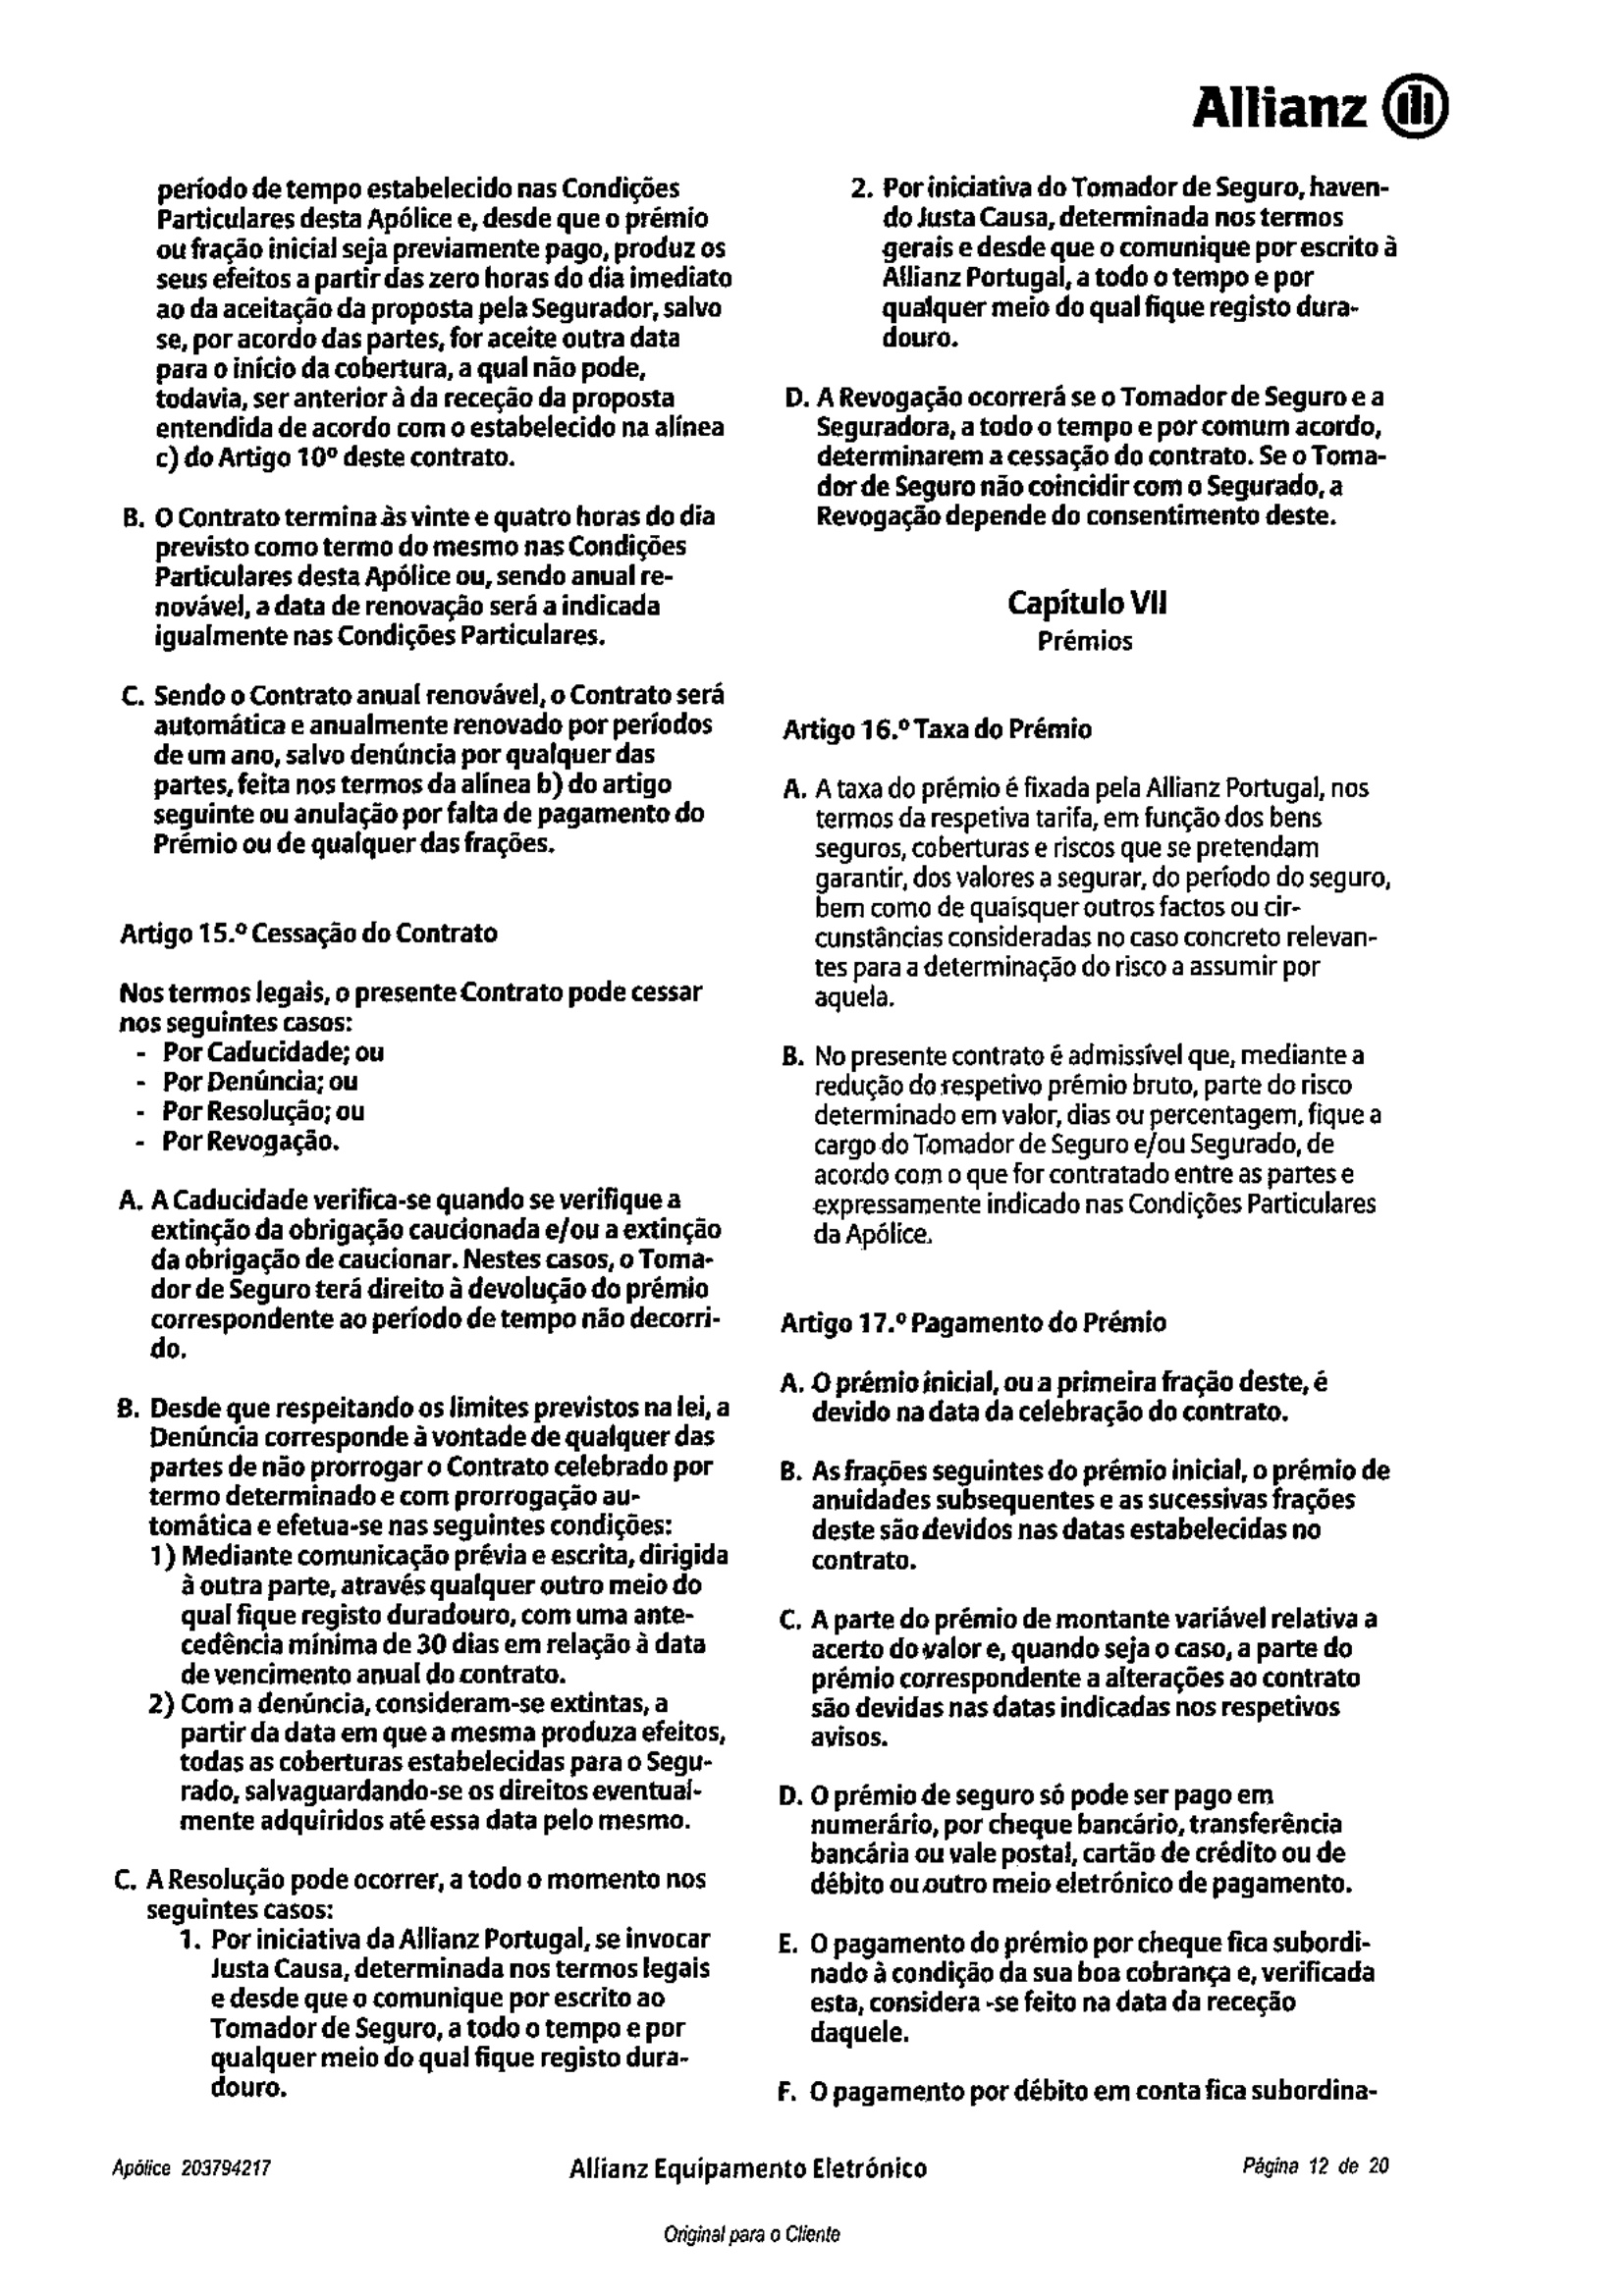 Allianz
período de tempo estabelecido nas Condições
Particulares desta Apólice e, desde que o prémio
ou fração inicial seja previamente pago, produz os
seus efeitos a partir das zero horas do dia imediato
ao da aceitação da proposta pela Segurador, salvo
se, por acordo das partes, for aceite outra data
para o início da cobertura, a qual não pode,
todavia, ser anterior à da receção da proposta
entendida de acordo com o estabelecido na alínea
c) do Artigo 10º deste contrato.
B. O Contrato termina às vinte e quatro horas do dia
previsto como termo do mesmo nas Condições
Particulares desta Apólice ou, sendo anual re-
novável, a data de renovação será a indicada
igualmente nas Condições Particulares.
C. Sendo o Contrato anual renovável, o Contrato será
automática e anualmente renovado por períodos
de um ano, salvo denúncia por qualquer das
partes, feita nos termos da alínea b) do artigo
seguinte ou anulação por falta de pagamento do
Prémio ou de qualquer das frações.
Artigo 15.º Cessação do Contrato
Nos termos legais, o presente Contrato pode cessar
nos seguintes casos:
- Por Caducidade; ou
- Por Denúncia; ou
- Por Resolução; ou
- Por Revogação.
A. A Caducidade verifica-se quando se verifique a
extinção da obrigação caucionada e/ou a extinção
da obrigação de caucionar. Nestes casos, o Toma-
dor de Seguro terá direito à devolução do prémio
correspondente ao período de tempo não decorri-
do.
B. Desde que respeitando os limites previstos na lei, a
Denúncia corresponde à vontade de qualquer das
partes de não prorrogar o Contrato celebrado por
termo determinado e com prorrogação au-
tomática e efetua-se nas seguintes condições:
1) Mediante comunicação prévia e escrita, dirigida
à outra parte, através qualquer outro meio do
qual fique registo duradouro, com uma ante-
cedência mínima de 30 dias em relação à data
de vencimento anual do contrato.
2) Com a denúncia, consideram-se extintas, a
partir da data em que a mesma produza efeitos,
todas as coberturas estabelecidas para o Segu-
rado, salvaguardando-se os direitos eventual-
mente adquiridos até essa data pelo mesmo.
C. A Resolução pode ocorrer, a todo o momento nos
seguintes casos:
1. Por iniciativa da Allianz Portugal, se invocar
Justa Causa, determinada nos termos legais
e desde que o comunique por escrito ao
Tomador de Seguro, a todo o tempo e por
qualquer meio do qual fique registo dura-
douro.
2. Por iniciativa do Tomador de Seguro, haven-
do Justa Causa, determinada nos termos
gerais e desde que o comunique por escrito à
Allianz Portugal, a todo o tempo e por
qualquer meio do qual fique registo dura-
douro.
D. A Revogação ocorrerá se o Tomador de Seguro e a
Seguradora, a todo o tempo e por comum acordo,
determinarem a cessação do contrato. Se o Toma-
dor de Seguro não coincidir com o Segurado, a
Revogação depende do consentimento deste.
Capítulo VII
Prémios
Artigo 16.º Taxa do Prémio
A. A taxa do prémio é fixada pela Allianz Portugal, nos
termos da respetiva tarifa, em função dos bens
seguros, coberturas e riscos que se pretendam
garantir, dos valores a segurar, do período do seguro,
bem como de quaisquer outros factos ou cir-
cunstâncias consideradas no caso concreto relevan-
tes para a determinação do risco a assumir por
aquela.
B. No presente contrato é admissível que, mediante a
redução do respetivo prémio bruto, parte do risco
determinado em valor, dias ou percentagem, fique a
cargo do Tomador de Seguro e/ou Segurado, de
acordo com o que for contratado entre as partes e
expressamente indicado nas Condições Particulares
da Apólice.
Artigo 17.º Pagamento do Prémio
A. O prémio inicial, ou a primeira fração deste, é
devido na data da celebração do contrato.
B. As frações seguintes do prémio inicial, o prémio de
anuidades subsequentes e as sucessivas frações
deste são devidos nas datas estabelecidas no
contrato.
C. A parte do prémio de montante variável relativa a
acerto do valor e, quando seja o caso, a parte do
prémio correspondente a alterações ao contrato
são devidas nas datas indicadas nos respetivos
avisos.
D. O prémio de seguro só pode ser pago em
numerário, por cheque bancário, transferência
bancária ou vale postal, cartão de crédito ou de
débito ou outro meio eletrónico de pagamento.
E. O pagamento do prémio por cheque fica subordi-
nado à condição da sua boa cobrança e, verificada
esta, considera -se feito na data da receção
daquele.
F. O pagamento por débito em conta fica subordina-
Apólice 203794217
Allianz Equipamento Eletrónico
Página 12 de 20
Original para o Cliente